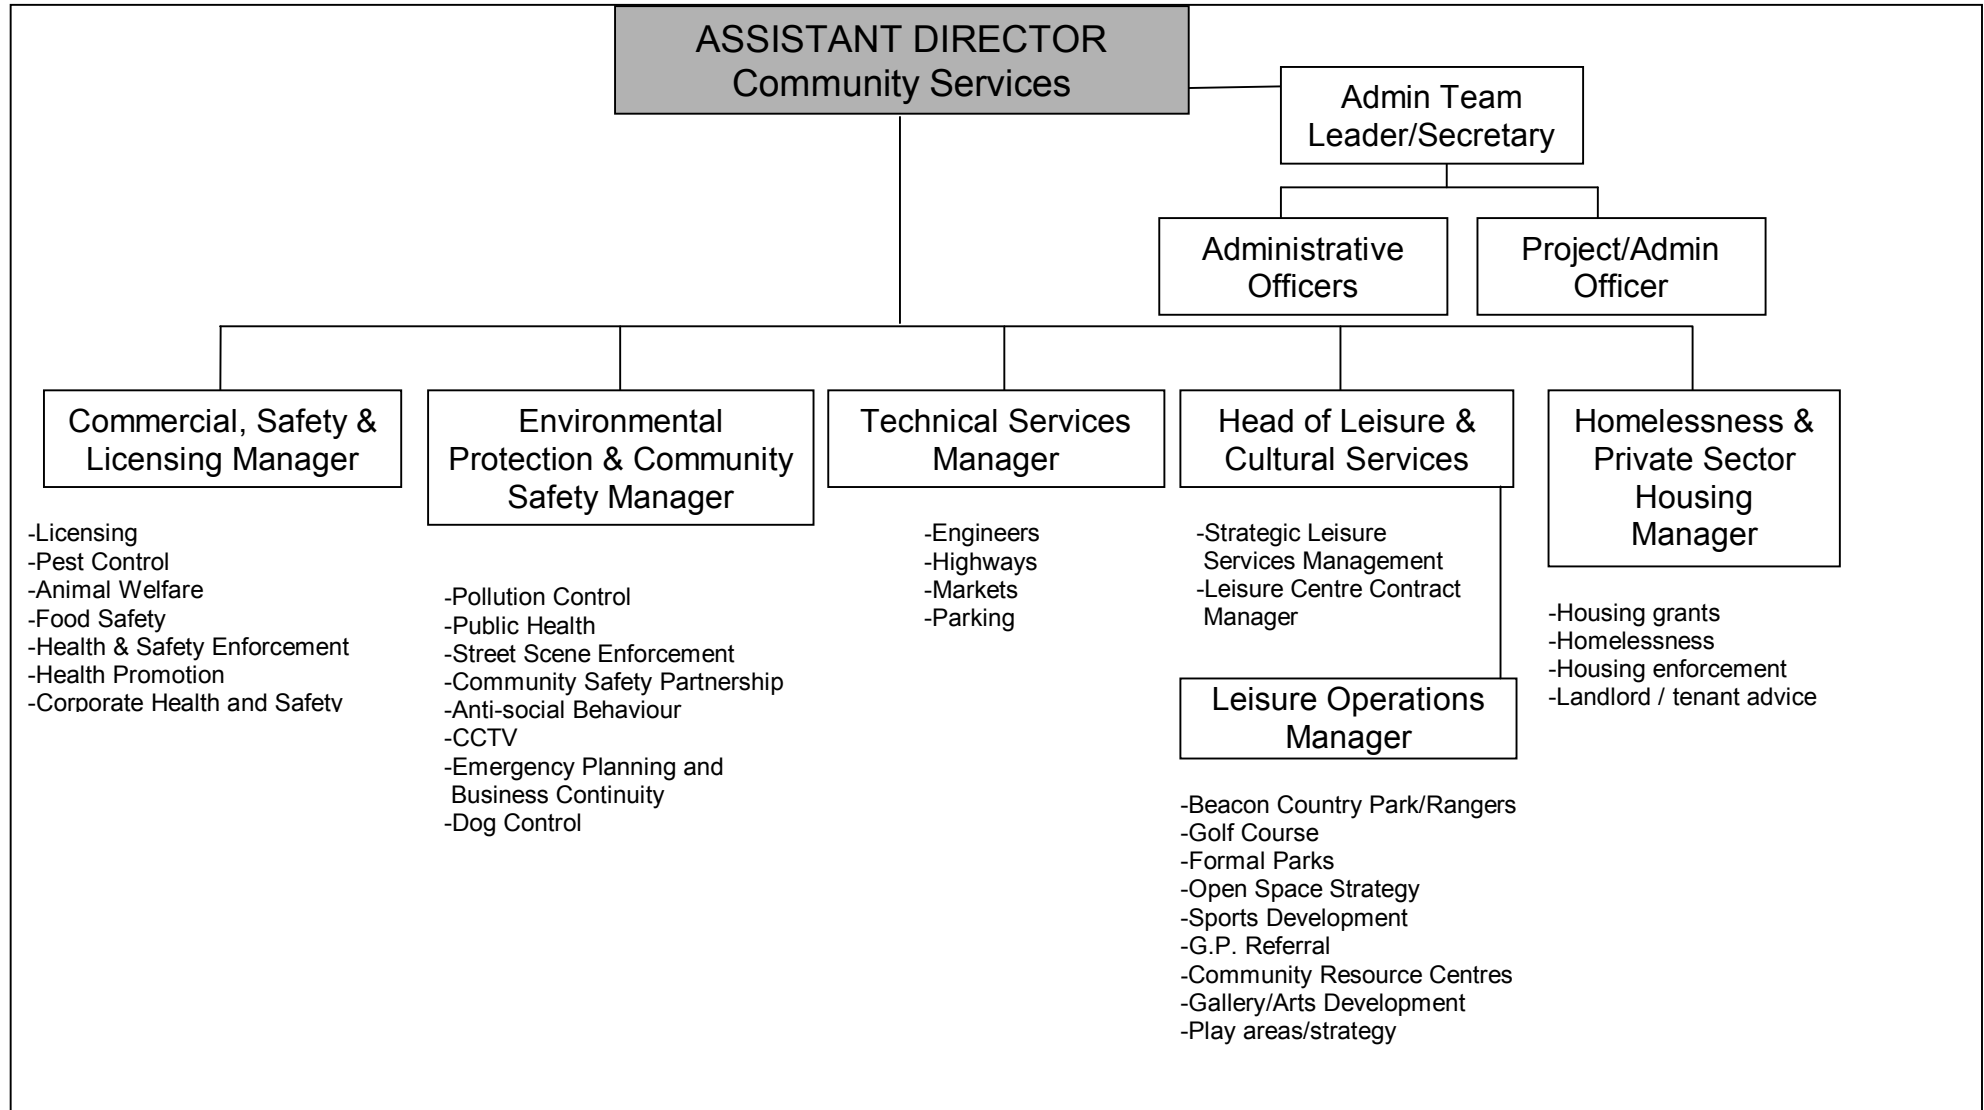 ASSISTANT DIRECTOR
Community Services
Admin Team
Leader/Secretary
Administrative
Officers
Project/Admin
Officer
Commercial, Safety &
Licensing Manager
-Licensing
-Pest Control
-Animal Welfare
-Food Safety
-Health & Safety Enforcement
-Health Promotion
-Corporate Health and Safety
Environmental
Protection & Community
Safety Manager
-Pollution Control
-Public Health
-Street Scene Enforcement
-Community Safety Partnership
-Anti-social Behaviour
-CCTV
-Emergency Planning and
Business Continuity
-Dog Control
Technical Services
Manager
-Engineers
-Highways
-Markets
-Parking
Head of Leisure &
Cultural Services
-Strategic Leisure
Services Management
-Leisure Centre Contract
Manager
Leisure Operations
Manager
-Beacon Country Park/Rangers
-Golf Course
-Formal Parks
-Open Space Strategy
-Sports Development
-G.P. Referral
-Community Resource Centres
-Gallery/Arts Development
-Play areas/strategy
Homelessness &
Private Sector
Housing
Manager
-Housing grants
-Homelessness
-Housing enforcement
-Landlord / tenant advice